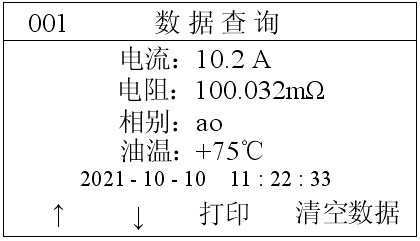 001 数据查询
电流：10.2 A
电阻：100.032mΩ
相别：ao
油温：+75℃
2021 - 10 - 10 11 : 22 : 33
↑ ↓ 打印 清空数据